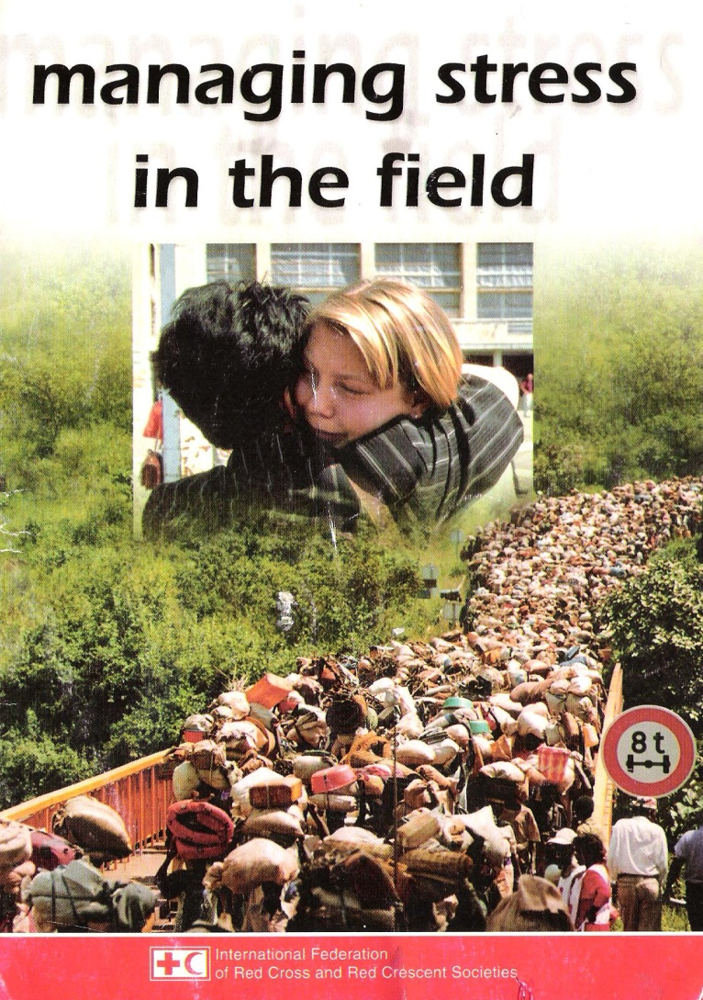 managing stress
in the field
8t
International Federation
of Red Cross and Red Crescent Societies